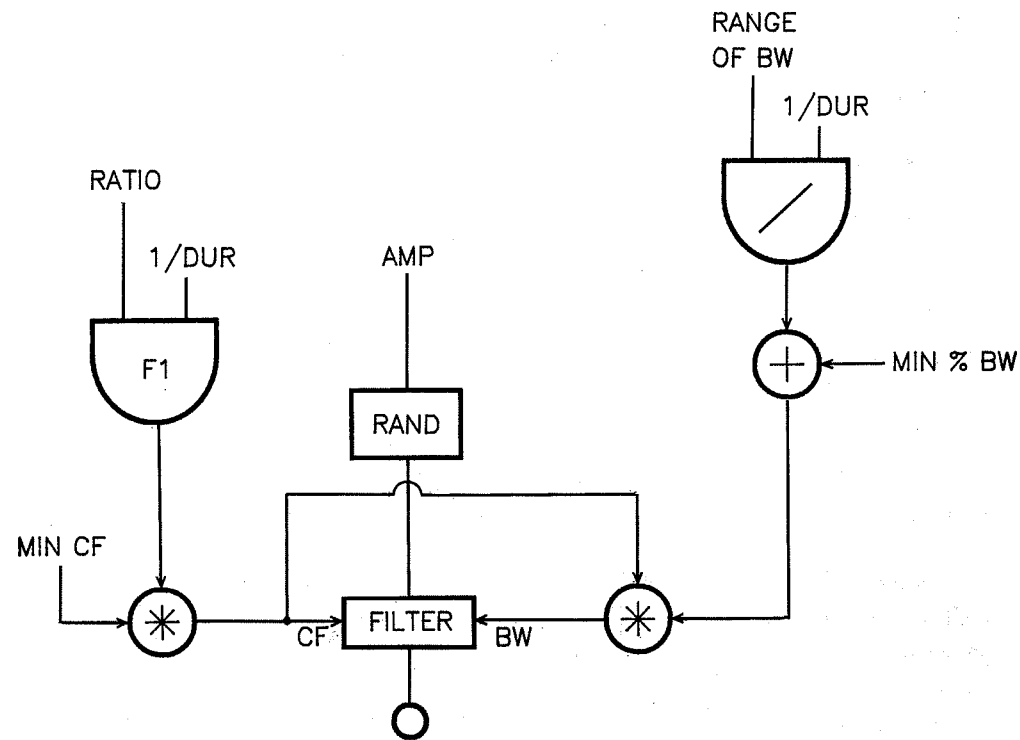 RANGE
OF BW
1/DUR
RATIO
1/DUR
AMP
F1
MIN % BW
RAND
MIN CF
FILTER
CF
BW